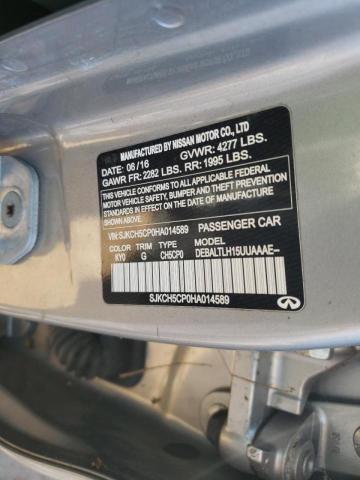 MANUFACTURED BY NISSAN MOTOR CO., LTD
DATE: 06/16 GVWR: 4277 LBS.
GAWR FR: 2282 LBS. RR: 1995 LBS.
THIS VEHICLE CONFORMS TO ALL APPLICABLE FEDERAL
MOTOR VEHICLE SAFETY, BUMPER AND THEFT PREVENTION
STANDARDS IN EFFECT ON THE DATE OF MANUFACTURE SHOWN ABOVE.
VIN:SJKCH5CP0HA014589 PASSENGER CAR
COLOR TRIM MODEL
KY0 G CH5CP0 DEBALTLH15UUAAAE--
SJKCH5CP0HA014589